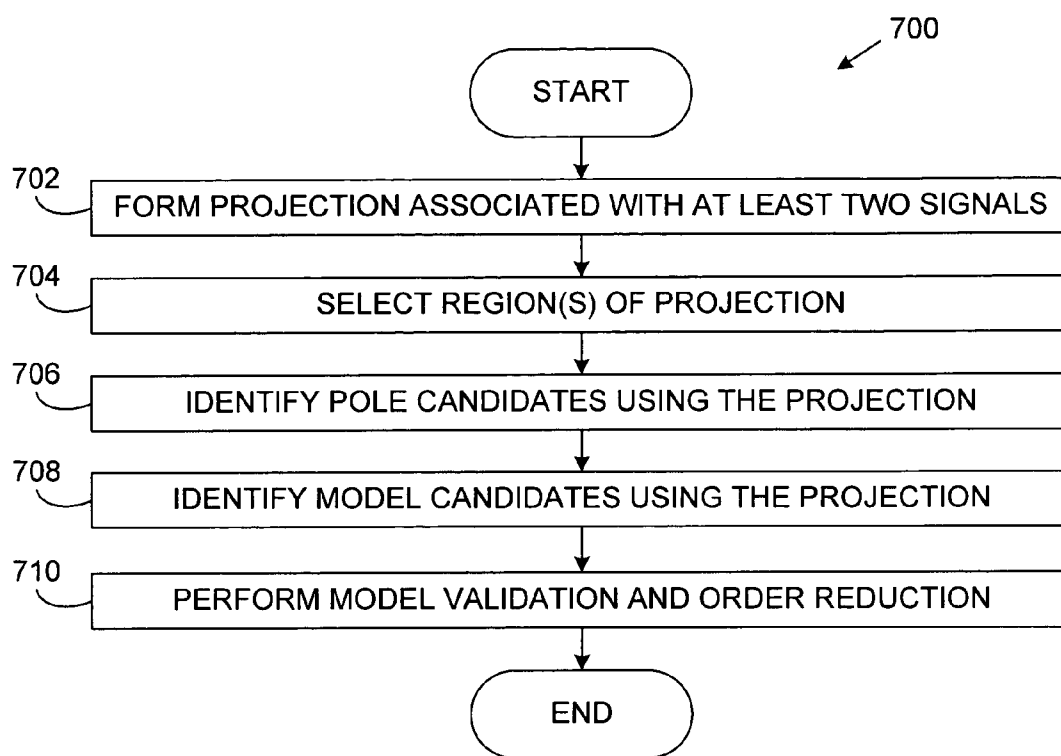 700
START
702
FORM PROJECTION ASSOCIATED WITH AT LEAST TWO SIGNALS
704
SELECT REGION(S) OF PROJECTION
706
IDENTIFY POLE CANDIDATES USING THE PROJECTION
708
IDENTIFY MODEL CANDIDATES USING THE PROJECTION
710
PERFORM MODEL VALIDATION AND ORDER REDUCTION
END